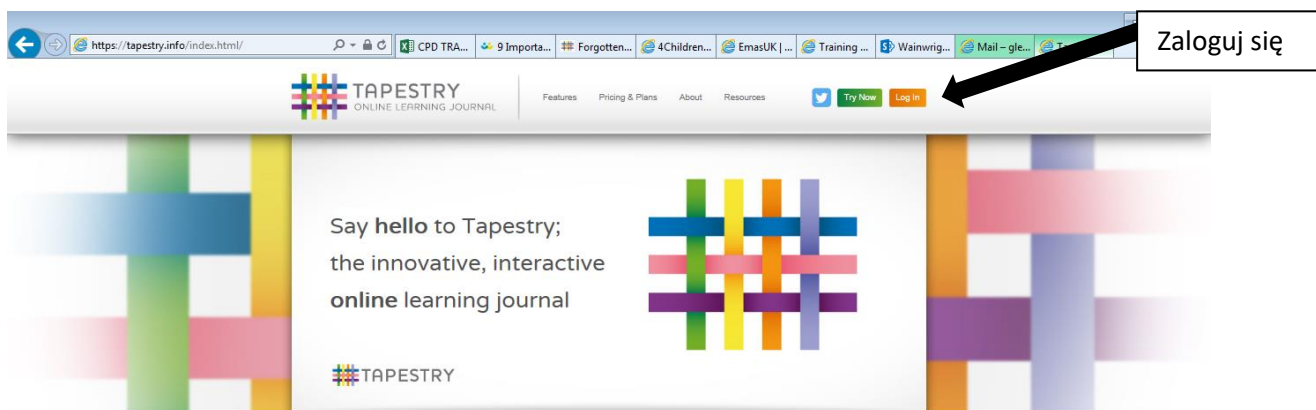 Zaloguj się
https://tapestry.info/index.html/
CPD TRA...
9 Importa...
Forgotten...
4Children...
EmasUK | ...
Training ...
Wainwrig...
Mail – gle...
TAPESTRY
ONLINE LEARNING JOURNAL
Features
Pricing & Plans
About
Resources
Try Now
Log In
Say hello to Tapestry;
the innovative, interactive
online learning journal
TAPESTRY